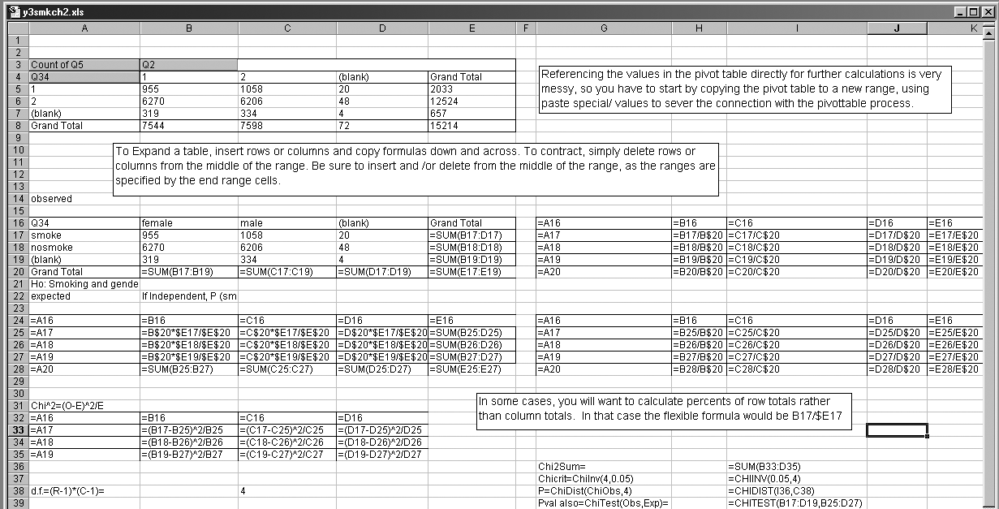 y3smkch2.xls
A B C D E F G H I J K
1
2
3 Count of Q5 Q2
4 Q34 1 2 (blank) Grand Total
Referencing the values in the pivot table directly for further calculations is very
5 1 955 1058 20 2033
messy, so you have to start by copying the pivot table to a new range, using
6 2 6270 6206 48 12524
paste special/ values to sever the connection with the pivottable process.
7 (blank) 319 334 4 657
8 Grand Total 7544 7598 72 15214
9
10 To Expand a table, insert rows or columns and copy formulas down and across. To contract, simply delete rows or
11 columns from the middle of the range. Be sure to insert and /or delete from the middle of the range, as the ranges are
12 specified by the end range cells.
13
14 observed
15
16 Q34 female male (blank) Grand Total =A16 =B16 =C16 =D16 =E16
17 smoke 955 1058 20 =SUM(B17:D17) =A17 =B17/B$20 =C17/C$20 =D17/D$20 =E17/E$20
18 nosmoke 6270 6206 48 =SUM(B18:D18) =A18 =B18/B$20 =C18/C$20 =D18/D$20 =E18/E$20
19 (blank) 319 334 4 =SUM(B19:D19) =A19 =B19/B$20 =C19/C$20 =D19/D$20 =E19/E$20
20 Grand Total =SUM(B17:B19) =SUM(C17:C19) =SUM(D17:D19) =SUM(E17:E19) =A20 =B20/B$20 =C20/C$20 =D20/D$20 =E20/E$20
21 Ho: Smoking and gende
22 expected If Independent, P (sm
23
24 =A16 =B16 =C16 =D16 =E16 =A16 =B16 =C16 =D16 =E16
25 =A17 =B$20*$E17/$E$20 =C$20*$E17/$E$20 =D$20*$E17/$E$20 =SUM(B25:D25) =A17 =B25/B$20 =C25/C$20 =D25/D$20 =E25/E$20
26 =A18 =B$20*$E18/$E$20 =C$20*$E18/$E$20 =D$20*$E18/$E$20 =SUM(B26:D26) =A18 =B26/B$20 =C26/C$20 =D26/D$20 =E26/E$20
27 =A19 =B$20*$E19/$E$20 =C$20*$E19/$E$20 =D$20*$E19/$E$20 =SUM(B27:D27) =A19 =B27/B$20 =C27/C$20 =D27/D$20 =E27/E$20
28 =A20 =SUM(B25:B27) =SUM(C25:C27) =SUM(D25:D27) =SUM(E25:E27) =A20 =B28/B$20 =C28/C$20 =D28/D$20 =E28/E$20
29
30
31 Chi^2=(O-E)^2/E
In some cases, you will want to calculate percents of row totals rather
32 =A16 =B16 =C16 =D16
than column totals. In that case the flexible formula would be B17/$E17
33 =A17 =(B17-B25)^2/B25 =(C17-C25)^2/C25 =(D17-D25)^2/D25
34 =A18 =(B18-B26)^2/B26 =(C18-C26)^2/C26 =(D18-D26)^2/D26
35 =A19 =(B19-B27)^2/B27 =(C19-C27)^2/C27 =(D19-D27)^2/D27
36 Chi2Sum= =SUM(B33:D35)
37 Chicrit=ChiInv(4,0.05) =CHIINV(0.05,4)
38 d.f.=(R-1)*(C-1)= 4 P=ChiDist(ChiObs,4) =CHIDIST(I36,C38)
39 Pval also=ChiTest(Obs,Exp)= =CHITEST(B17:D19,B25:D27)